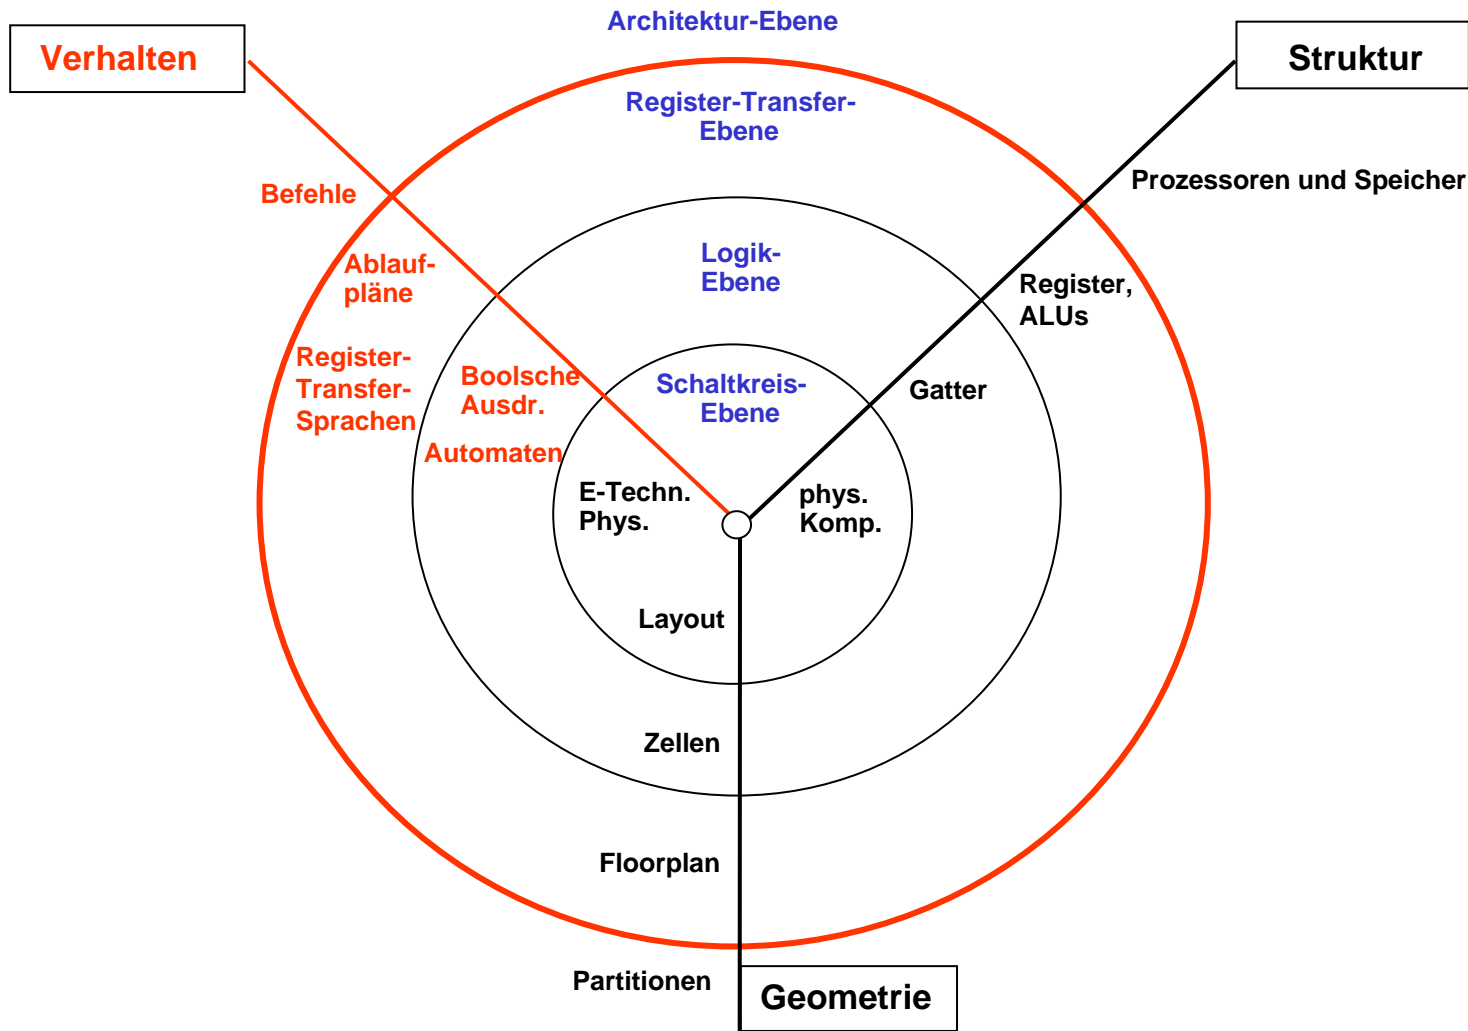 Architektur-Ebene
Verhalten
Struktur
Register-Transfer-
Ebene
Befehle
Prozessoren und Speicher
Ablauf-
pläne
Logik-
Ebene
Register,
ALUs
Register-
Transfer-
Sprachen
Boolsche
Ausdr.
Schaltkreis-
Ebene
Gatter
Automaten
E-Techn.
Phys.
phys.
Komp.
Layout
Zellen
Floorplan
Partitionen
Geometrie